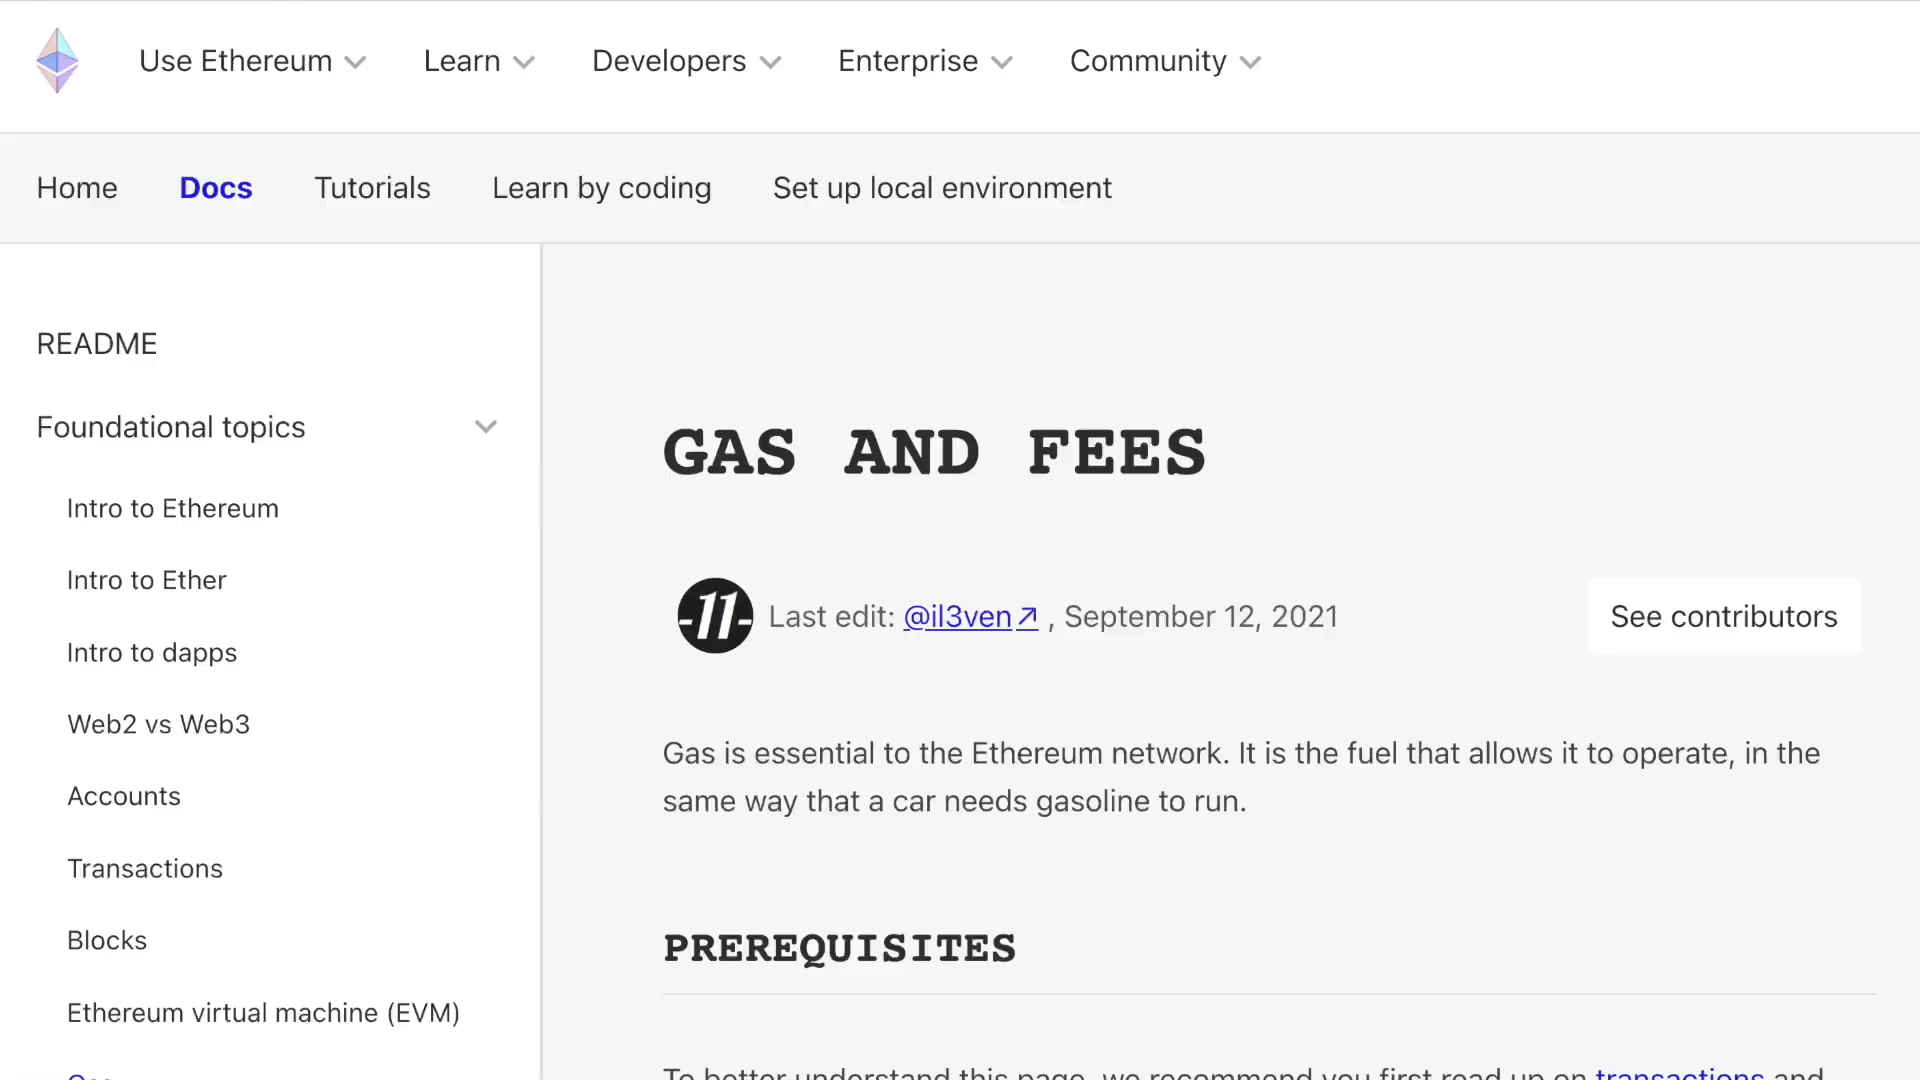 Use Ethereum Learn Developers Enterprise Community
Home Docs Tutorials Learn by coding Set up local environment
README
Foundational topics
Intro to Ethereum
Intro to Ether
Intro to dapps
Web2 vs Web3
Accounts
Transactions
Blocks
Ethereum virtual machine (EVM)
GAS AND FEES
-11- Last edit: @il3ven↗ , September 12, 2021
See contributors
Gas is essential to the Ethereum network. It is the fuel that allows it to operate, in the
same way that a car needs gasoline to run.
PREREQUISITES
To better understand this page, we recommend you first read up on transactions and